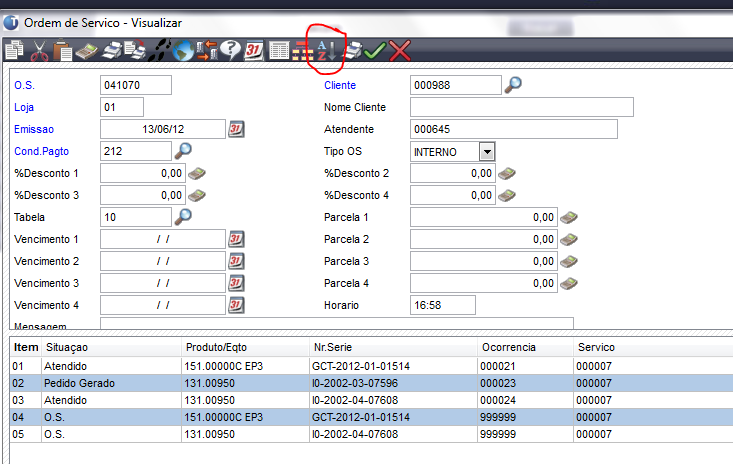 Ordem de Servico - Visualizar
O.S. 041070 Cliente 000988
Loja 01 Nome Cliente
Emissao 13/06/12 Atendente 000645
Cond.Pagto 212 Tipo OS INTERNO
%Desconto 1 0,00 %Desconto 2 0,00
%Desconto 3 0,00 %Desconto 4 0,00
Tabela 10 Parcela 1 0,00
Vencimento 1 / / Parcela 2 0,00
Vencimento 2 / / Parcela 3 0,00
Vencimento 3 / / Parcela 4 0,00
Vencimento 4 / / Horario 16:58
Mensagem
Item Situaçao Produto/Eqto Nr.Serie Ocorrencia Servico
01 Atendido 151.00000C EP3 GCT-2012-01-01514 000021 000007
02 Pedido Gerado 131.00950 I0-2002-03-07596 000023 000007
03 Atendido 131.00950 I0-2002-04-07608 000024 000007
04 O.S. 151.00000C EP3 GCT-2012-01-01514 999999 000007
05 O.S. 131.00950 I0-2002-04-07608 999999 000007